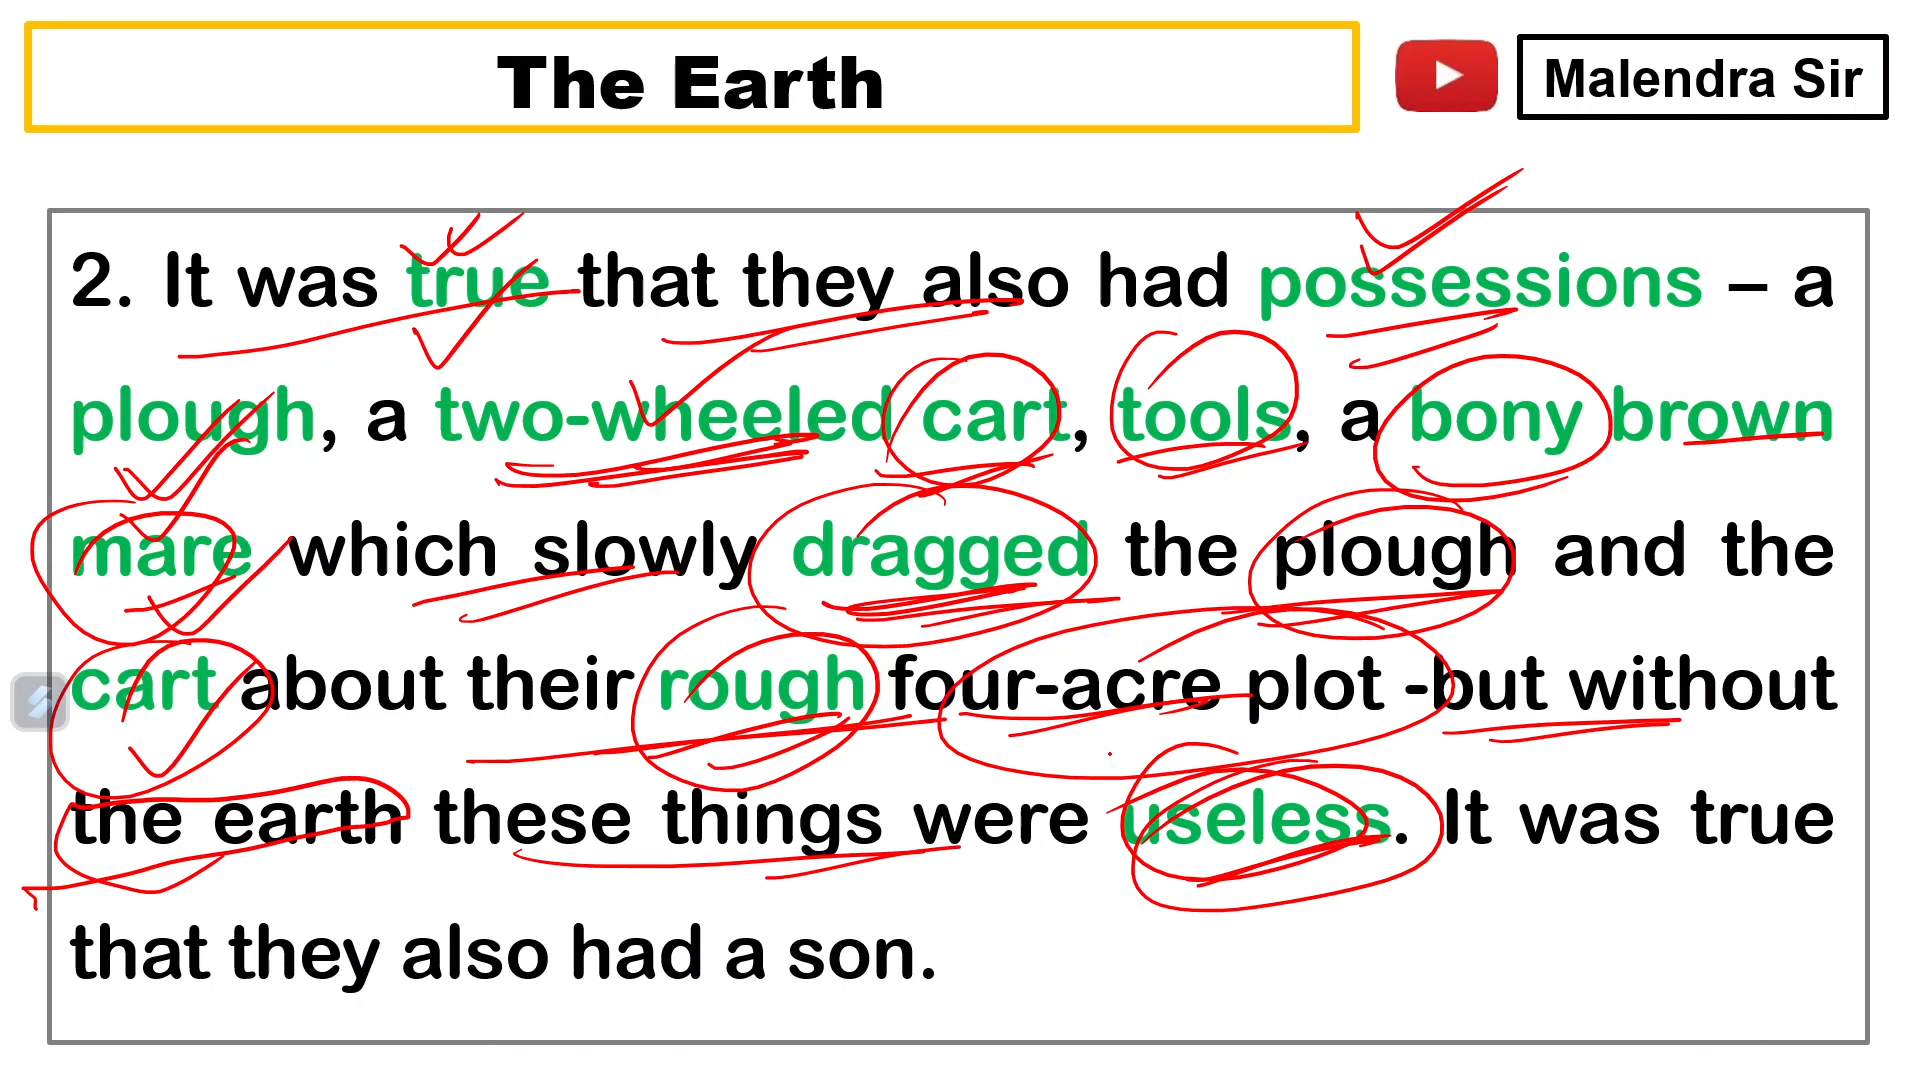 The Earth
Malendra Sir
2. It was true that they also had possessions – a
plough, a two-wheeled cart, tools, a bony brown
mare which slowly dragged the plough and the
cart about their rough four-acre plot -but without
the earth these things were useless. It was true
that they also had a son.